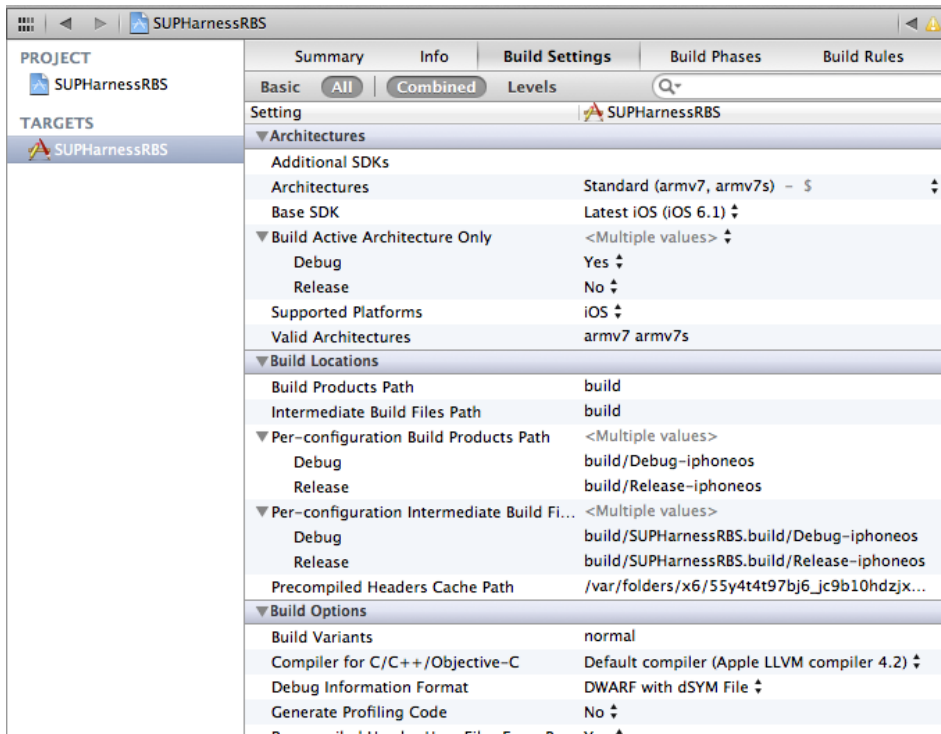 SUPHarnessRBS
PROJECT
SUPHarnessRBS
TARGETS
SUPHarnessRBS
Summary Info Build Settings Build Phases Build Rules
Basic All Combined Levels
Setting SUPHarnessRBS
Architectures
Additional SDKs
Architectures Standard (armv7, armv7s) – $
Base SDK Latest iOS (iOS 6.1)
Build Active Architecture Only <Multiple values>
Debug Yes
Release No
Supported Platforms iOS
Valid Architectures armv7 armv7s
Build Locations
Build Products Path build
Intermediate Build Files Path build
Per-configuration Build Products Path <Multiple values>
Debug build/Debug-iphoneos
Release build/Release-iphoneos
Per-configuration Intermediate Build Fi... <Multiple values>
Debug build/SUPHarnessRBS.build/Debug-iphoneos
Release build/SUPHarnessRBS.build/Release-iphoneos
Precompiled Headers Cache Path /var/folders/x6/55y4t4t97bj6_jc9b10hdzjx...
Build Options
Build Variants normal
Compiler for C/C++/Objective-C Default compiler (Apple LLVM compiler 4.2)
Debug Information Format DWARF with dSYM File
Generate Profiling Code No